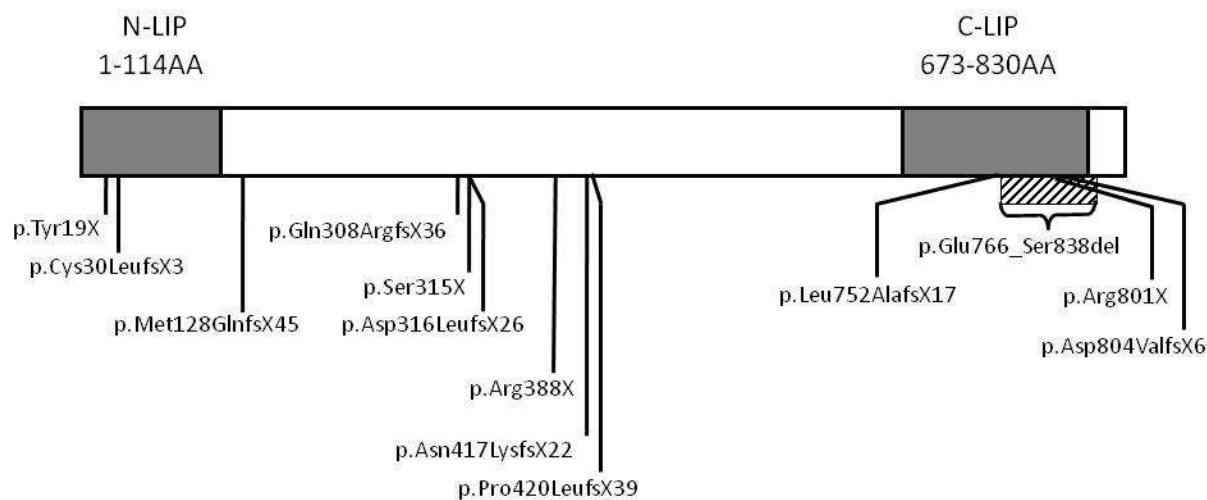 N-LIP
1-114AA
C-LIP
673-830AA
p.Tyr19X
p.Cys30LeufsX3
p.Met128GlnfsX45
p.Gln308ArgfsX36
p.Ser315X
p.Asp316LeufsX26
p.Arg388X
p.Asn417LysfsX22
p.Pro420LeufsX39
p.Glu766_Ser838del
p.Leu752AlafsX17
p.Arg801X
p.Asp804ValfsX6